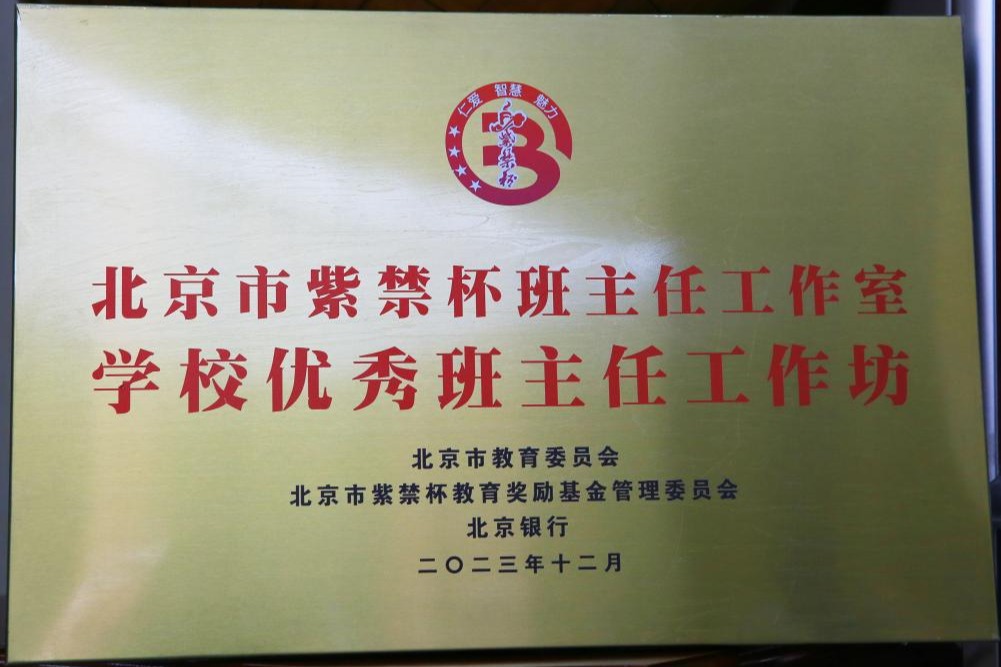 仁爱 智慧 魅力
紫禁杯
北京市紫禁杯班主任工作室
学校优秀班主任工作坊
北京市教育委员会
北京市紫禁杯教育奖励基金管理委员会
北京银行
二〇二三年十二月